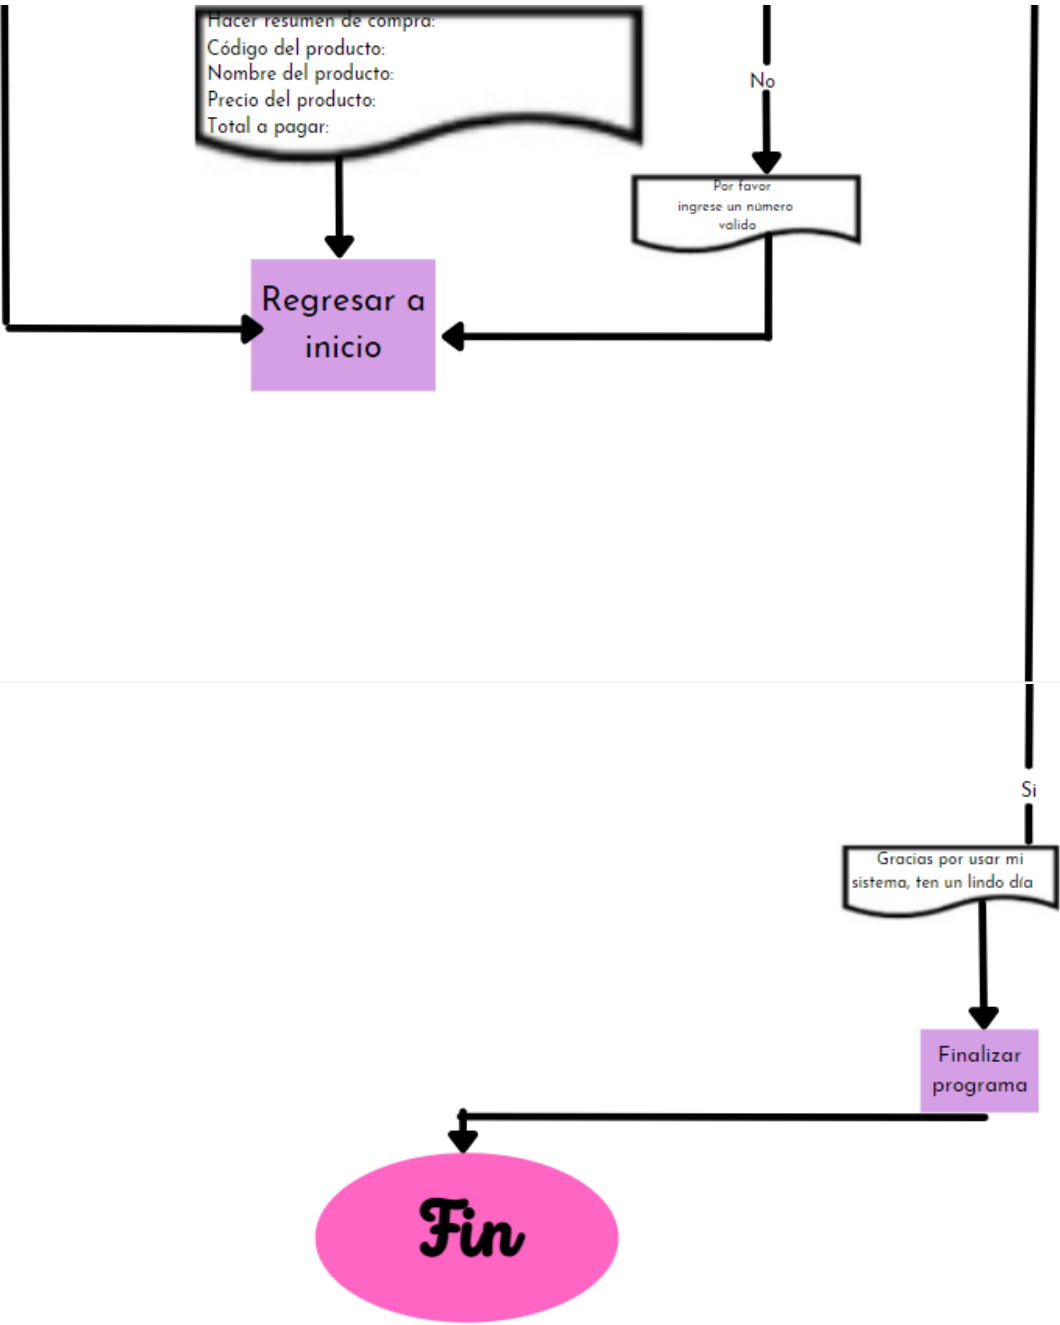 Hacer resumen de compra:
Código del producto:
Nombre del producto:
Precio del producto:
Total a pagar:
No
Por favor
ingrese un número
válido
Regresar a
inicio
Si
Gracias por usar mi
sistema, ten un lindo día
Finalizar
programa
Fin